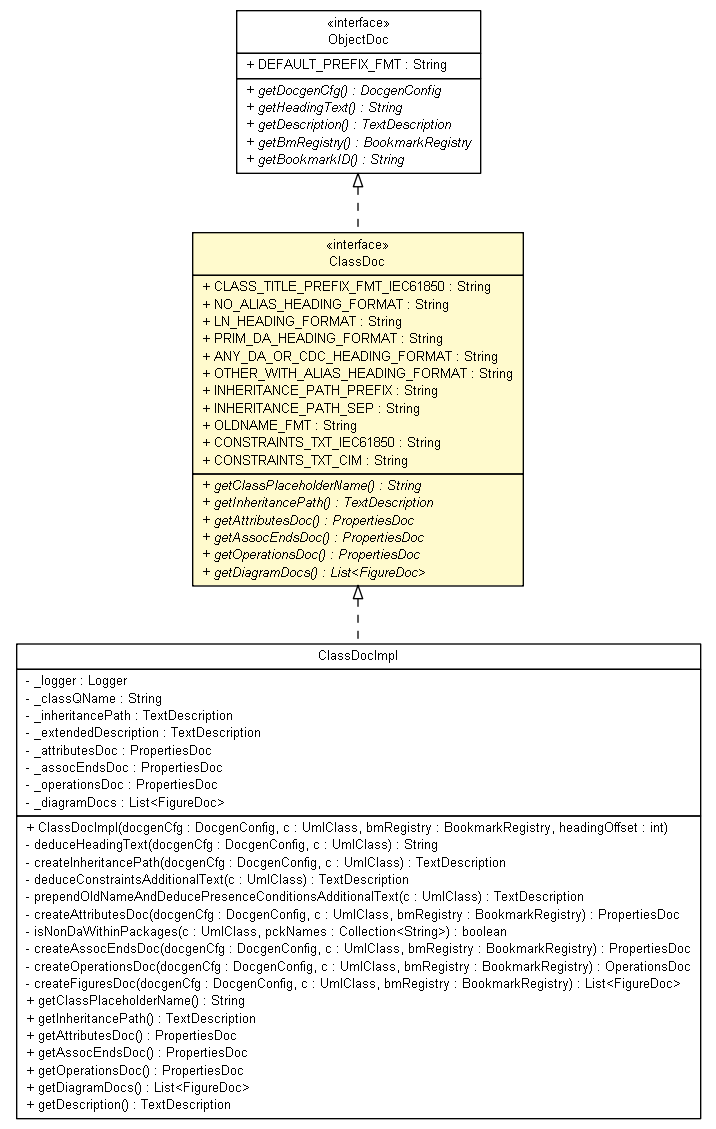 «interface»
ObjectDoc
+ DEFAULT_PREFIX_FMT : String
+ getDocgenCfg() : DocgenConfig
+ getHeadingText() : String
+ getDescription() : TextDescription
+ getBmRegistry() : BookmarkRegistry
+ getBookmarkID() : String
«interface»
ClassDoc
+ CLASS_TITLE_PREFIX_FMT_IEC61850 : String
+ NO_ALIAS_HEADING_FORMAT : String
+ LN_HEADING_FORMAT : String
+ PRIM_DA_HEADING_FORMAT : String
+ ANY_DA_OR_CDC_HEADING_FORMAT : String
+ OTHER_WITH_ALIAS_HEADING_FORMAT : String
+ INHERITANCE_PATH_PREFIX : String
+ INHERITANCE_PATH_SEP : String
+ OLDNAME_FMT : String
+ CONSTRAINTS_TXT_IEC61850 : String
+ CONSTRAINTS_TXT_CIM : String
+ getClassPlaceholderName() : String
+ getInheritancePath() : TextDescription
+ getAttributesDoc() : PropertiesDoc
+ getAssocEndsDoc() : PropertiesDoc
+ getOperationsDoc() : PropertiesDoc
+ getDiagramDocs() : List<FigureDoc>
ClassDocImpl
- _logger : Logger
- _classQName : String
- _inheritancePath : TextDescription
- _extendedDescription : TextDescription
- _attributesDoc : PropertiesDoc
- _assocEndsDoc : PropertiesDoc
- _operationsDoc : PropertiesDoc
- _diagramDocs : List<FigureDoc>
+ ClassDocImpl(docgenCfg : DocgenConfig, c : UmlClass, bmRegistry : BookmarkRegistry, headingOffset : int)
- deduceHeadingText(docgenCfg : DocgenConfig, c : UmlClass) : String
- createInheritancePath(docgenCfg : DocgenConfig, c : UmlClass) : TextDescription
- deduceConstraintsAdditionalText(c : UmlClass) : TextDescription
- prependOldNameAndDeducePresenceConditionsAdditionalText(c : UmlClass) : TextDescription
- createAttributesDoc(docgenCfg : DocgenConfig, c : UmlClass, bmRegistry : BookmarkRegistry) : PropertiesDoc
- isNonDaWithinPackages(c : UmlClass, pckNames : Collection<String>) : boolean
- createAssocEndsDoc(docgenCfg : DocgenConfig, c : UmlClass, bmRegistry : BookmarkRegistry) : PropertiesDoc
- createOperationsDoc(docgenCfg : DocgenConfig, c : UmlClass, bmRegistry : BookmarkRegistry) : OperationsDoc
- createFiguresDoc(docgenCfg : DocgenConfig, c : UmlClass, bmRegistry : BookmarkRegistry) : List<FigureDoc>
+ getClassPlaceholderName() : String
+ getInheritancePath() : TextDescription
+ getAttributesDoc() : PropertiesDoc
+ getAssocEndsDoc() : PropertiesDoc
+ getOperationsDoc() : PropertiesDoc
+ getDiagramDocs() : List<FigureDoc>
+ getDescription() : TextDescription